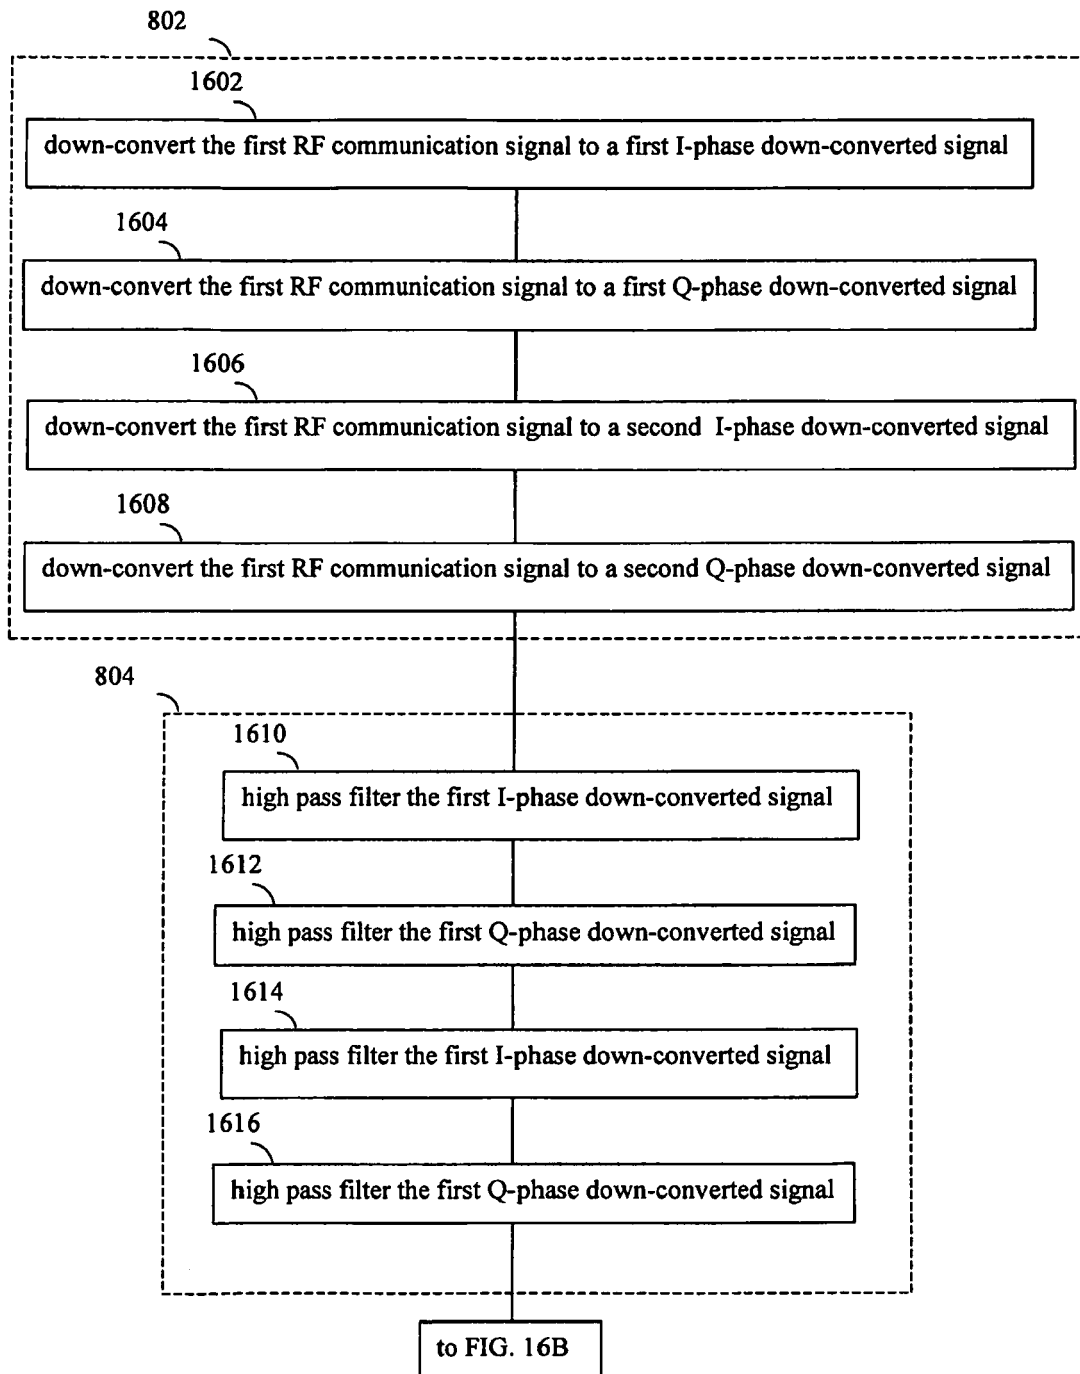 802
1602
down-convert the first RF communication signal to a first I-phase down-converted signal
1604
down-convert the first RF communication signal to a first Q-phase down-converted signal
1606
down-convert the first RF communication signal to a second I-phase down-converted signal
1608
down-convert the first RF communication signal to a second Q-phase down-converted signal
804
1610
high pass filter the first I-phase down-converted signal
1612
high pass filter the first Q-phase down-converted signal
1614
high pass filter the first I-phase down-converted signal
1616
high pass filter the first Q-phase down-converted signal
to FIG. 16B